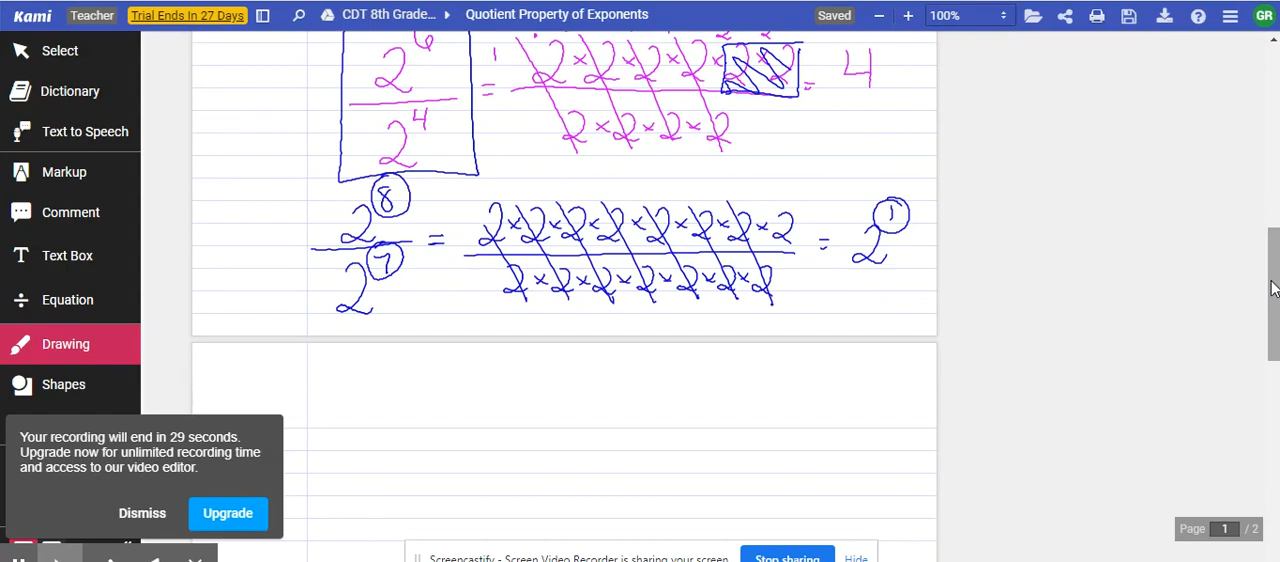 Kami Teacher Trial Ends In 27 Days CDT 8th Grade... Quotient Property of Exponents Saved 100% GR
Select
Dictionary
Text to Speech
Markup
Comment
Text Box
Equation
Drawing
Shapes
2^6 / 2^4 = 2 × 2 × 2 × 2 × 2 × 2 / 2 × 2 × 2 × 2 = 4
2^8 / 2^7 = 2 × 2 × 2 × 2 × 2 × 2 × 2 × 2 / 2 × 2 × 2 × 2 × 2 × 2 × 2 = 2^1
Your recording will end in 29 seconds.
Upgrade now for unlimited recording time
and access to our video editor.
Dismiss Upgrade
Page 1 / 2
Screencastify - Screen Video Recorder is sharing your screen. Stop sharing Hide